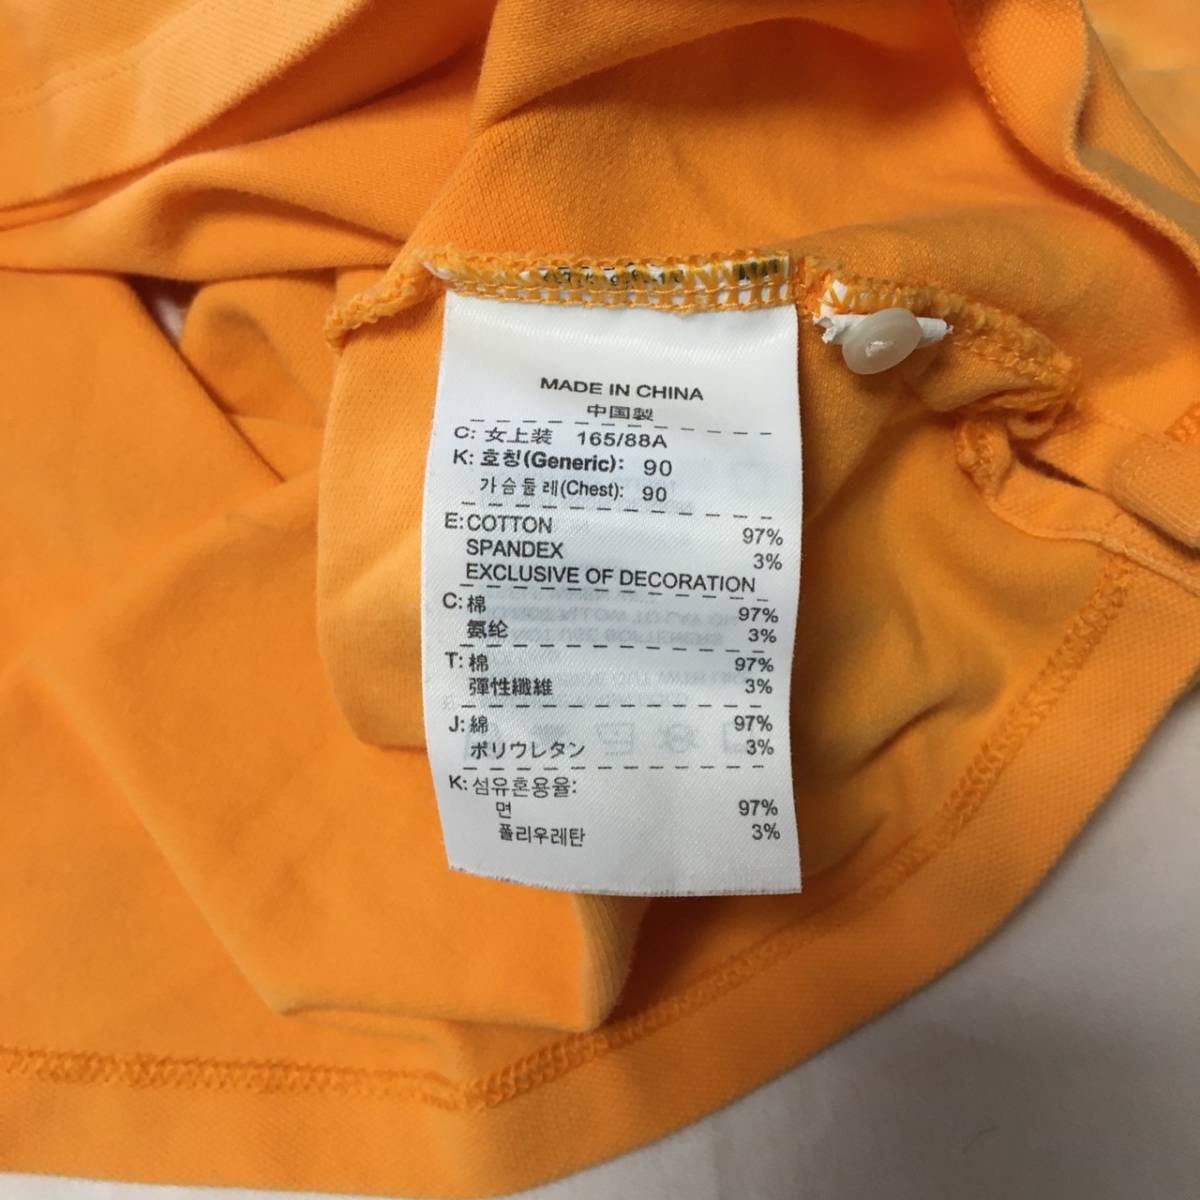 MADE IN CHINA
中国製
C: 女上装 165/88A
K: 호칭(Generic): 90
가슴둘레(Chest): 90
E: COTTON 97%
SPANDEX 3%
EXCLUSIVE OF DECORATION
C: 棉 97%
氨纶 3%
T: 棉 97%
彈性纖維 3%
J: 綿 97%
ポリウレタン 3%
K: 섬유혼용율:
면 97%
폴리우레탄 3%